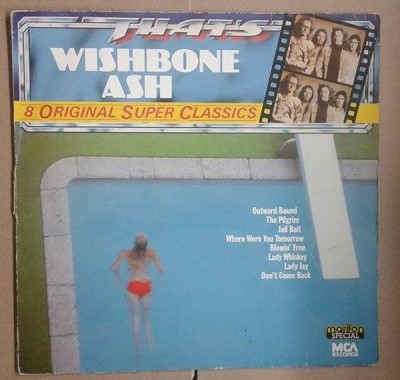 THAT'S
WISHBONE
ASH
8 ORIGINAL SUPER CLASSICS
Outward Bound
The Pilgrim
Jail Bait
Where Were You Tomorrow
Blowin' Free
Lady Whiskey
Lady Jay
Don't Come Back
marifon
SPECIAL
MCA
RECORDS